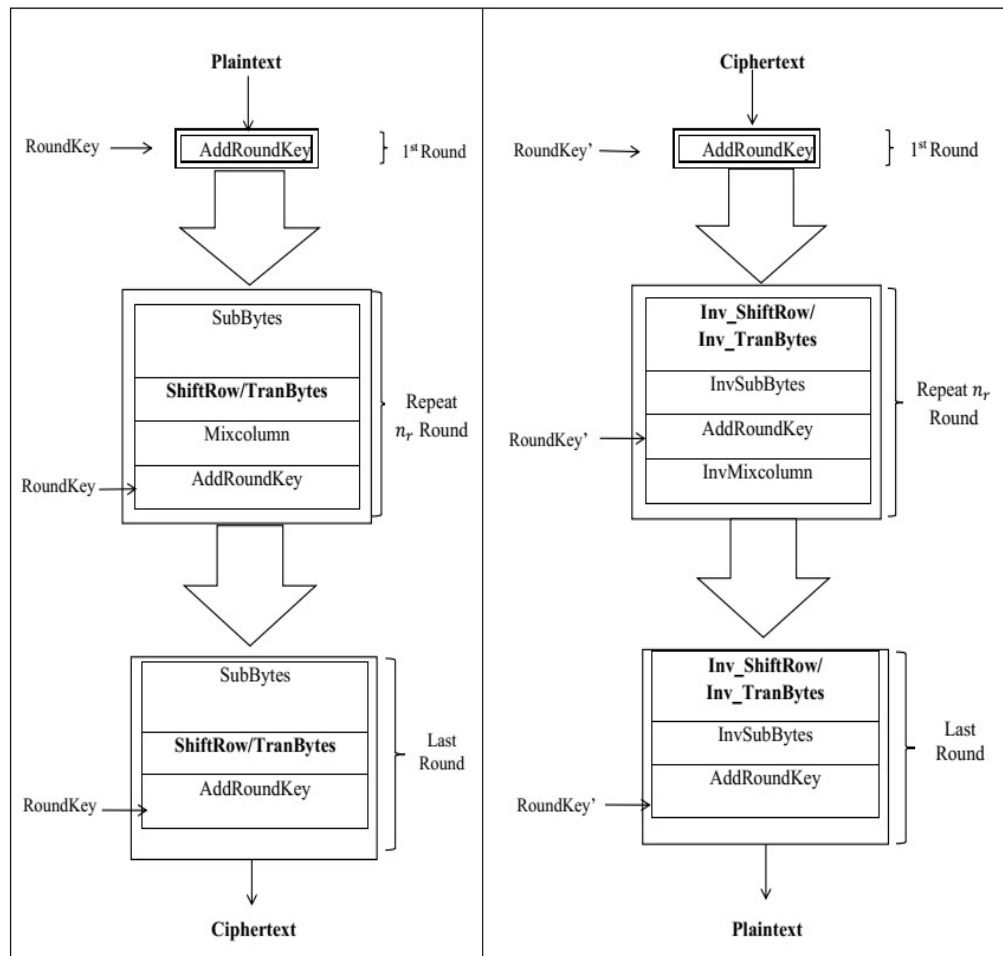 Plaintext
RoundKey
AddRoundKey
1st Round
SubBytes
ShiftRow/TranBytes
Mixcolumn
RoundKey
AddRoundKey
Repeat
nr Round
SubBytes
ShiftRow/TranBytes
AddRoundKey
RoundKey
Last
Round
Ciphertext
Ciphertext
RoundKey’
AddRoundKey
1st Round
Inv_ShiftRow/
Inv_TranBytes
InvSubBytes
RoundKey’
AddRoundKey
InvMixcolumn
Repeat nr
Round
Inv_ShiftRow/
Inv_TranBytes
InvSubBytes
AddRoundKey
RoundKey’
Last
Round
Plaintext